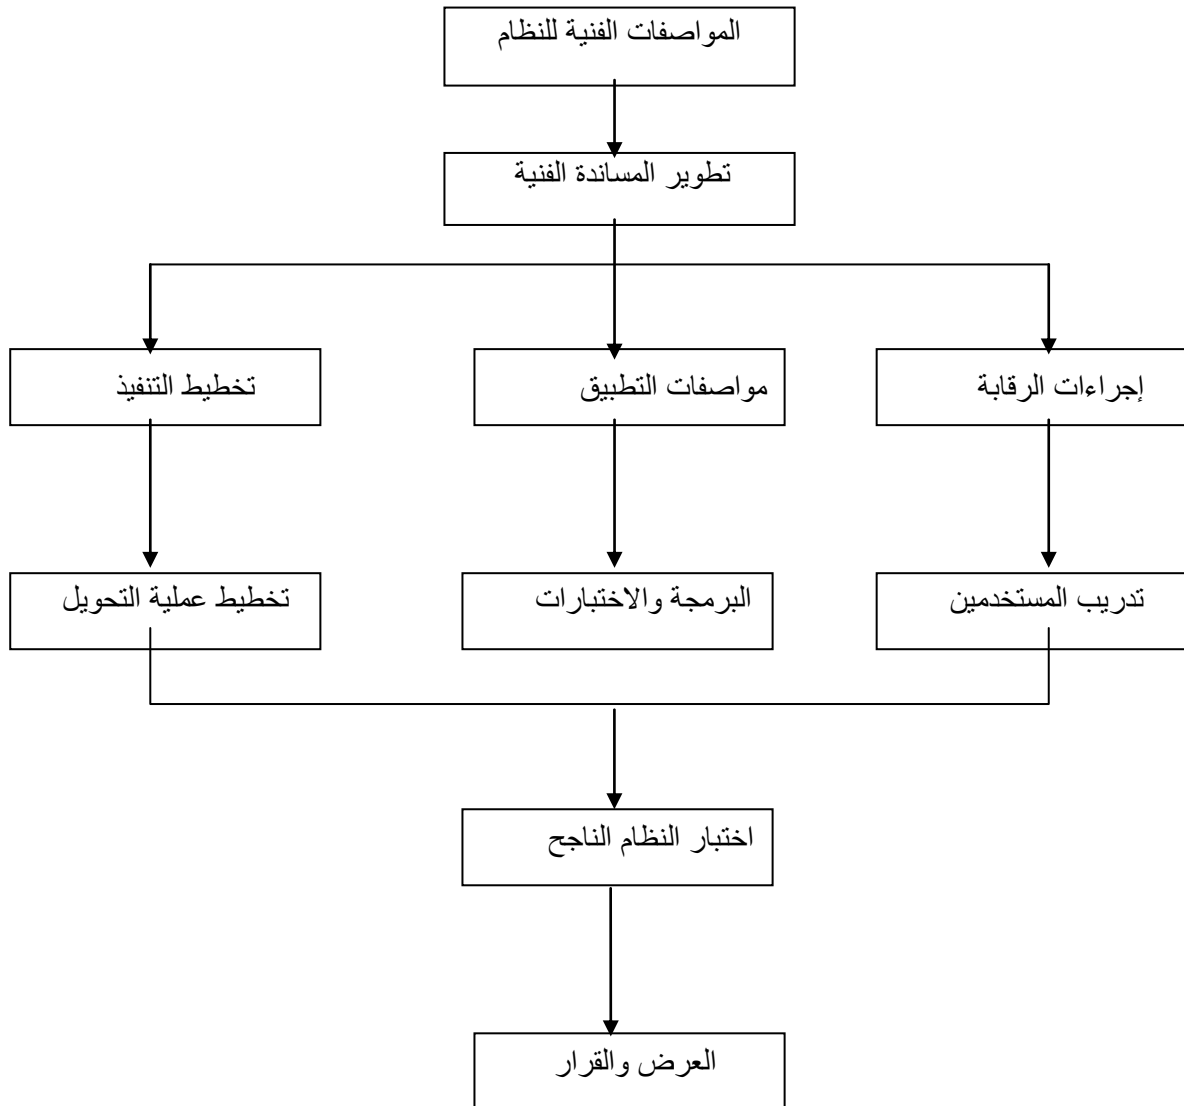 المواصفات الفنية للنظام
تطوير المساندة الفنية
إجراءات الرقابة
مواصفات التطبيق
تخطيط التنفيذ
تدريب المستخدمين
البرمجة والاختبارات
تخطيط عملية التحويل
اختبار النظام الناجح
العرض والقرار